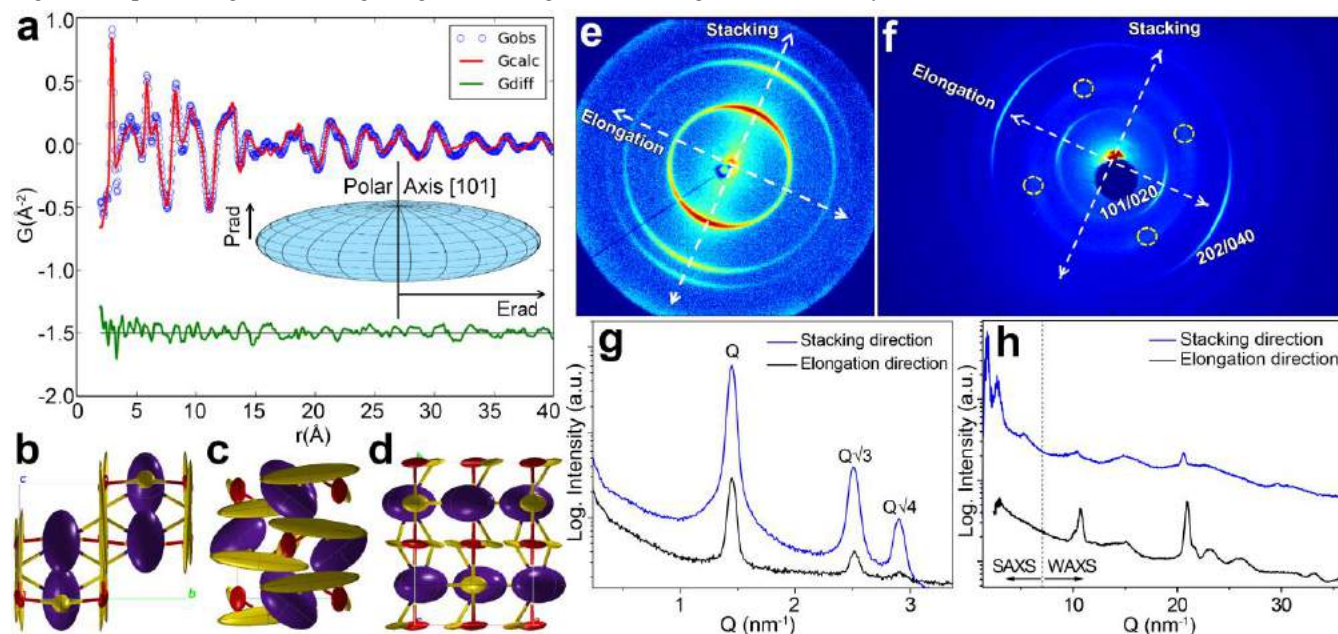 a
1.0
0.5
0.0
-0.5
-1.0
-1.5
-2.0
G(Å-2)
Gobs
Gcalc
Gdiff
Polar Axis [101]
Prad
Erad
0 5 10 15 20 25 30 35 40
r(Å)
b
c
b
c
d
e
Stacking
Elongation
f
Stacking
Elongation
101/020
202/040
g
Stacking direction
Elongation direction
Q
Q√3
Q√4
Log. Intensity (a.u.)
1 2 3
Q (nm-1)
h
Stacking direction
Elongation direction
Log. Intensity (a.u.)
SAXS WAXS
10 20 30
Q (nm-1)